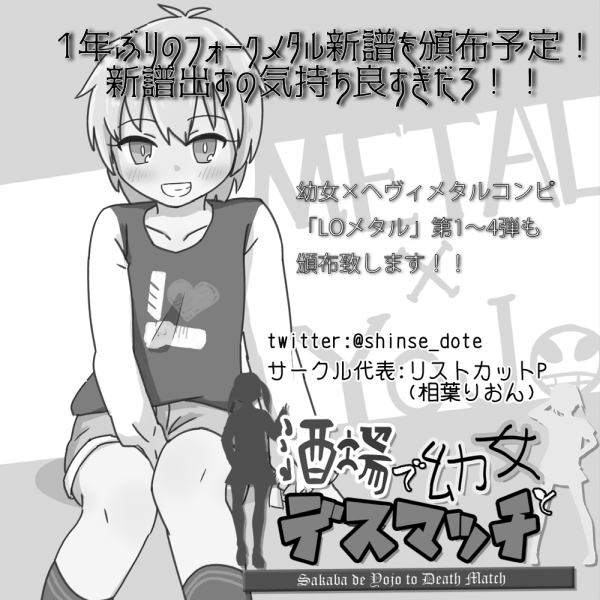 1年ぶりのフォークメタル新譜を頒布予定！
新譜出すの気持ち良すぎだろ！！
METAL
×
YoJo
幼女×ヘヴィメタルコンピ
「LOメタル」第1～4弾も
頒布致します！！
twitter:@shinse_dote
サークル代表:リストカットP
(相葉りおん)
酒場で幼女と
デスマッチ
Sakaba de Yojo to Death Match